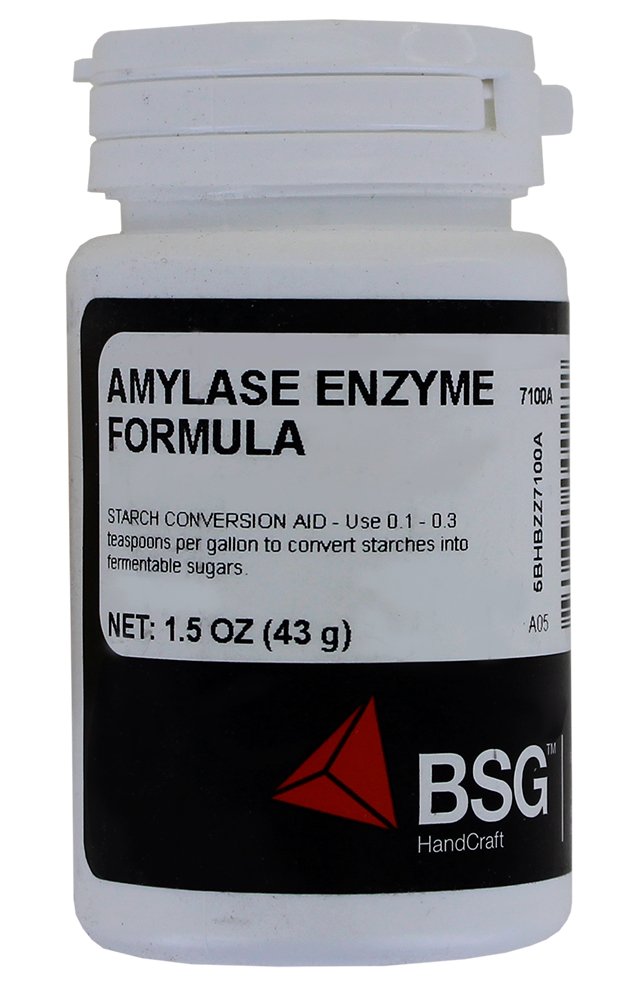 AMYLASE ENZYME
FORMULA
7100A
STARCH CONVERSION AID - Use 0.1 - 0.3
teaspoons per gallon to convert starches into
fermentable sugars.
NET: 1.5 OZ (43 g)
5BHBZZ7100A
A05
BSG™
HandCraft